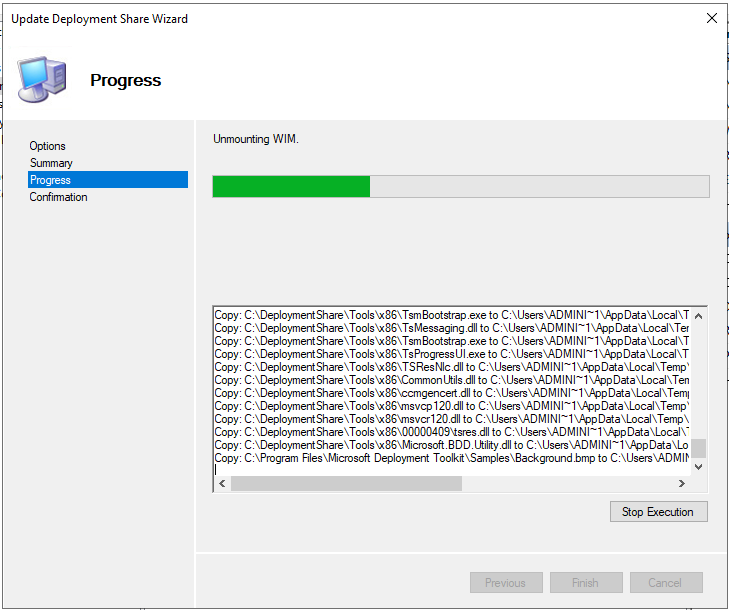 Update Deployment Share Wizard
Progress
Options
Summary
Progress
Confirmation
Unmounting WIM.
Copy: C:\DeploymentShare\Tools\x86\TsmBootstrap.exe to C:\Users\ADMINI~1\AppData\Local\T
Copy: C:\DeploymentShare\Tools\x86\TsMessaging.dll to C:\Users\ADMINI~1\AppData\Local\Ter
Copy: C:\DeploymentShare\Tools\x86\TsmBootstrap.exe to C:\Users\ADMINI~1\AppData\Local\T
Copy: C:\DeploymentShare\Tools\x86\TsProgressUI.exe to C:\Users\ADMINI~1\AppData\Local\T
Copy: C:\DeploymentShare\Tools\x86\TSResNlc.dll to C:\Users\ADMINI~1\AppData\Local\Temp\
Copy: C:\DeploymentShare\Tools\x86\CommonUtils.dll to C:\Users\ADMINI~1\AppData\Local\Ten
Copy: C:\DeploymentShare\Tools\x86\ccmgencert.dll to C:\Users\ADMINI~1\AppData\Local\Temp
Copy: C:\DeploymentShare\Tools\x86\msvcp120.dll to C:\Users\ADMINI~1\AppData\Local\Temp\
Copy: C:\DeploymentShare\Tools\x86\msvcr120.dll to C:\Users\ADMINI~1\AppData\Local\Temp\
Copy: C:\DeploymentShare\Tools\x86\00000409\tsres.dll to C:\Users\ADMINI~1\AppData\Local\
Copy: C:\DeploymentShare\Tools\x86\Microsoft.BDD.Utility.dll to C:\Users\ADMINI~1\AppData\Lo
Copy: C:\Program Files\Microsoft Deployment Toolkit\Samples\Background.bmp to C:\Users\ADMIN
Stop Execution
Previous
Finish
Cancel